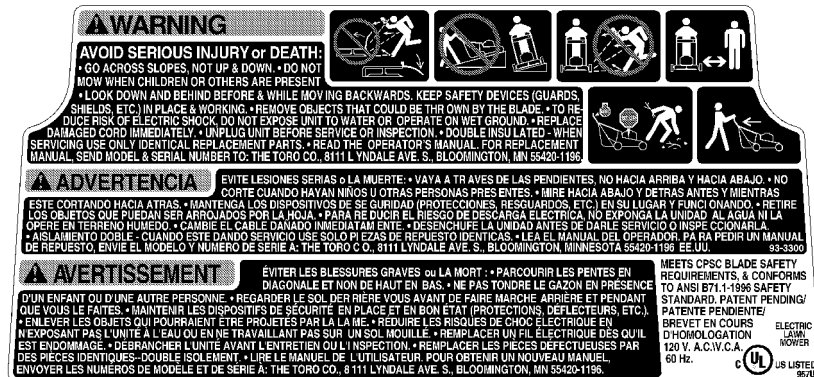 WARNING
AVOID SERIOUS INJURY or DEATH:
• GO ACROSS SLOPES, NOT UP & DOWN. • DO NOT
MOW WHEN CHILDREN OR OTHERS ARE PRESENT
• LOOK DOWN AND BEHIND BEFORE & WHILE MOVING BACKWARDS. KEEP SAFETY DEVICES (GUARDS,
SHIELDS, ETC.) IN PLACE & WORKING. • REMOVE OBJECTS THAT COULD BE THROWN BY THE BLADE. • TO RE-
DUCE RISK OF ELECTRIC SHOCK, DO NOT EXPOSE UNIT TO WATER OR OPERATE ON WET GROUND. • REPLACE
DAMAGED CORD IMMEDIATELY. • UNPLUG UNIT BEFORE SERVICE OR INSPECTION. • DOUBLE INSULATED - WHEN
SERVICING USE ONLY IDENTICAL REPLACEMENT PARTS. • READ THE OPERATOR'S MANUAL. FOR REPLACEMENT
MANUAL, SEND MODEL & SERIAL NUMBER TO: THE TORO CO., 8111 LYNDALE AVE. S., BLOOMINGTON, MN 55420-1196.
ADVERTENCIA
EVITE LESIONES SERIAS o LA MUERTE: • VAYA A TRAVES DE LAS PENDIENTES, NO HACIA ARRIBA Y HACIA ABAJO. • NO
CORTE CUANDO HAYAN NIÑOS U OTRAS PERSONAS PRESENTES. • MIRE HACIA ABAJO Y DETRAS ANTES Y MIENTRAS
ESTE CORTANDO HACIA ATRAS. • MANTENGA LOS DISPOSITIVOS DE SEGURIDAD (PROTECCIONES, RESGUARDOS, ETC.) EN SU LUGAR Y FUNCIONANDO. • RETIRE
LOS OBJETOS QUE PUEDAN SER ARROJADOS POR LA HOJA. • PARA REDUCIR EL RIESGO DE DESCARGA ELECTRICA, NO EXPONGA LA UNIDAD AL AGUA NI LA
OPERE EN TERRENO HUMEDO. • CAMBIE EL CABLE DAÑADO INMEDIATAMENTE. • DESENCHUFE LA UNIDAD ANTES DE DARLE SERVICIO O INSPECCIONARLA.
• AISLAMIENTO DOBLE - CUANDO ESTE DANDO SERVICIO USE SOLO PIEZAS DE REPUESTO IDENTICAS. • LEA EL MANUAL DEL OPERADOR. PARA PEDIR UN MANUAL
DE REPUESTO, ENVIE EL MODELO Y NUMERO DE SERIE A: THE TORO CO., 8111 LYNDALE AVE. S., BLOOMINGTON, MINNESOTA 55420-1196 EE.UU.
93-3300
AVERTISSEMENT
ÉVITER LES BLESSURES GRAVES ou LA MORT : • PARCOURIR LES PENTES EN
DIAGONALE ET NON DE HAUT EN BAS. • NE PAS TONDRE LE GAZON EN PRÉSENCE
D'UN ENFANT OU D'UNE AUTRE PERSONNE. • REGARDER LE SOL DERRIÈRE VOUS AVANT DE FAIRE MARCHE ARRIÈRE ET PENDANT
QUE VOUS LE FAITES. • MAINTENIR LES DISPOSITIFS DE SÉCURITÉ EN PLACE ET EN BON ÉTAT (PROTECTIONS, DÉFLECTEURS, ETC.).
• ENLEVER LES OBJETS QUI POURRAIENT ÊTRE PROJETÉS PAR LA LAME. • RÉDUIRE LES RISQUES DE CHOC ÉLECTRIQUE EN
N'EXPOSANT PAS L'UNITÉ À L'EAU OU EN NE TRAVAILLANT PAS SUR UN SOL MOUILLÉ. • REMPLACER UN FIL ÉLECTRIQUE DÈS QU'IL
EST ENDOMMAGÉ. • DÉBRANCHER L'UNITÉ AVANT L'ENTRETIEN OU L'INSPECTION. • REMPLACER LES PIÈCES DÉFECTUEUSES PAR
DES PIÈCES IDENTIQUES--DOUBLE ISOLEMENT. • LIRE LE MANUEL DE L'UTILISATEUR. POUR OBTENIR UN NOUVEAU MANUEL,
ENVOYER LES NUMÉROS DE MODÈLE ET DE SÉRIE À: THE TORO CO., 8111 LYNDALE AVE. S., BLOOMINGTON, MN 55420-1196.
MEETS CPSC BLADE SAFETY
REQUIREMENTS, & CONFORMS
TO ANSI B71.1-1996 SAFETY
STANDARD. PATENT PENDING/
PATENTE PENDIENTE/
BREVET EN COURS
D'HOMOLOGATION
120 V. A.C.\V.C.A.
60 Hz.
ELECTRIC
LAWN
MOWER
C UL US LISTED
957U